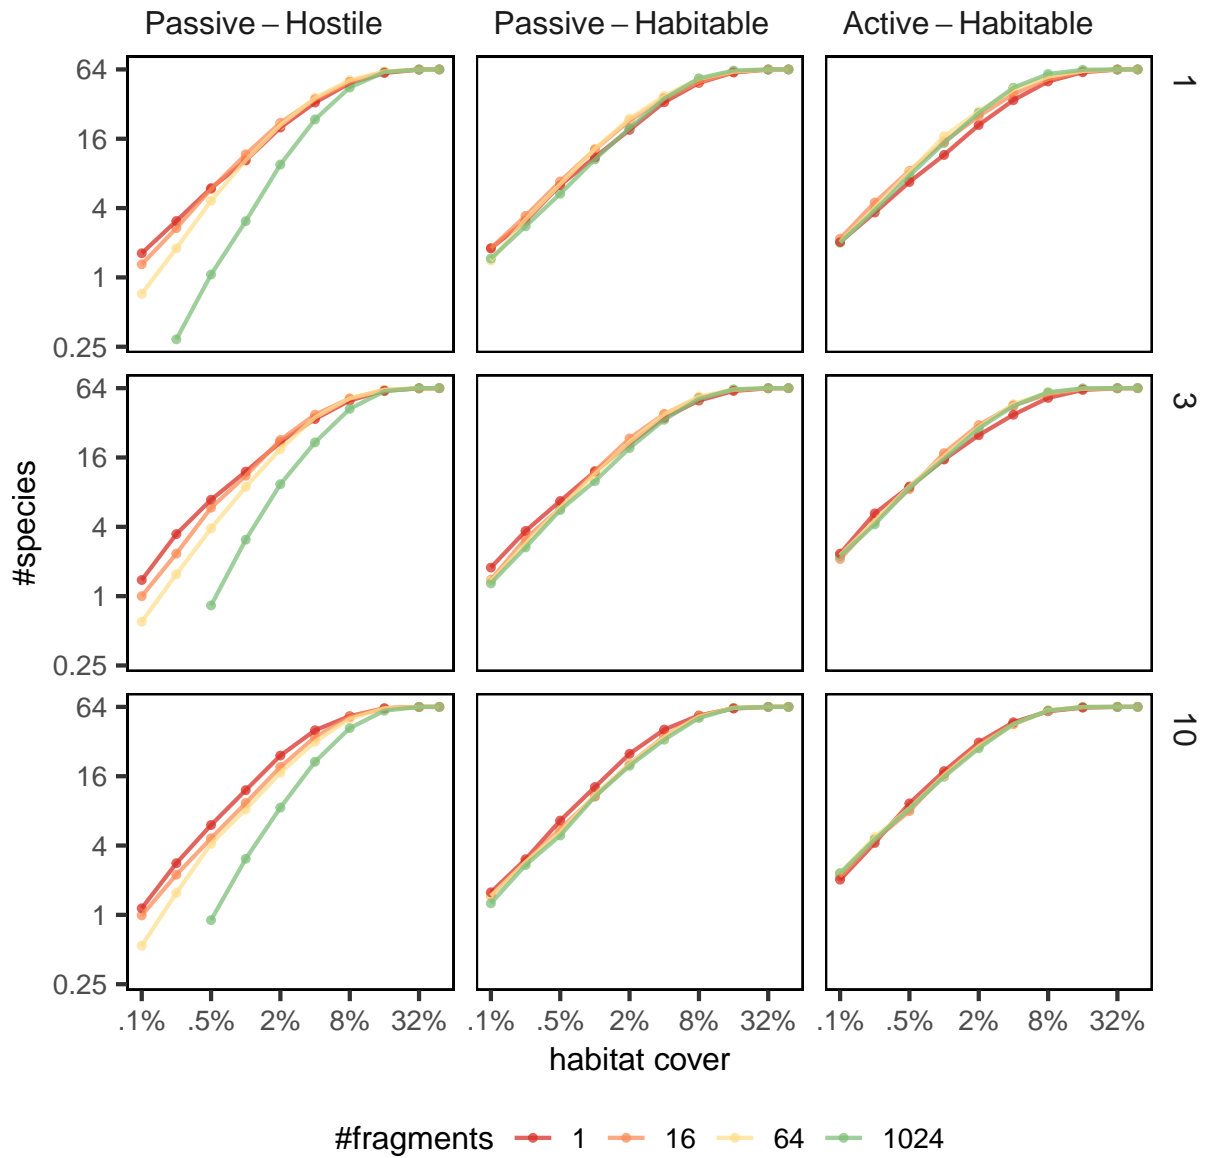 Passive – Hostile
Passive – Habitable
Active – Habitable
64
16
4
1
0.25
1
64
16
4
1
0.25
3
64
16
4
1
0.25
10
#species
.1% .5% 2% 8% 32%
.1% .5% 2% 8% 32%
.1% .5% 2% 8% 32%
habitat cover
#fragments 1 16 64 1024